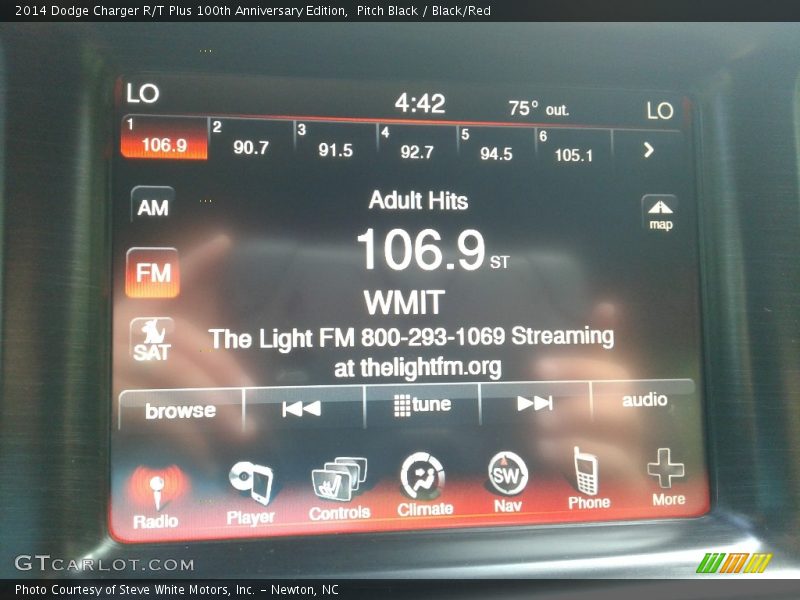 2014 Dodge Charger R/T Plus 100th Anniversary Edition,  Pitch Black / Black/Red
LO 4:42 75° out. LO
1 106.9 2 90.7 3 91.5 4 92.7 5 94.5 6 105.1
AM Adult Hits
map
106.9 ST
FM
WMIT
SAT The Light FM 800-293-1069 Streaming
at thelightfm.org
browse tune audio
SW
Radio Player Controls Climate Nav Phone More
GTCARLOT.COM
Photo Courtesy of Steve White Motors, Inc. – Newton, NC